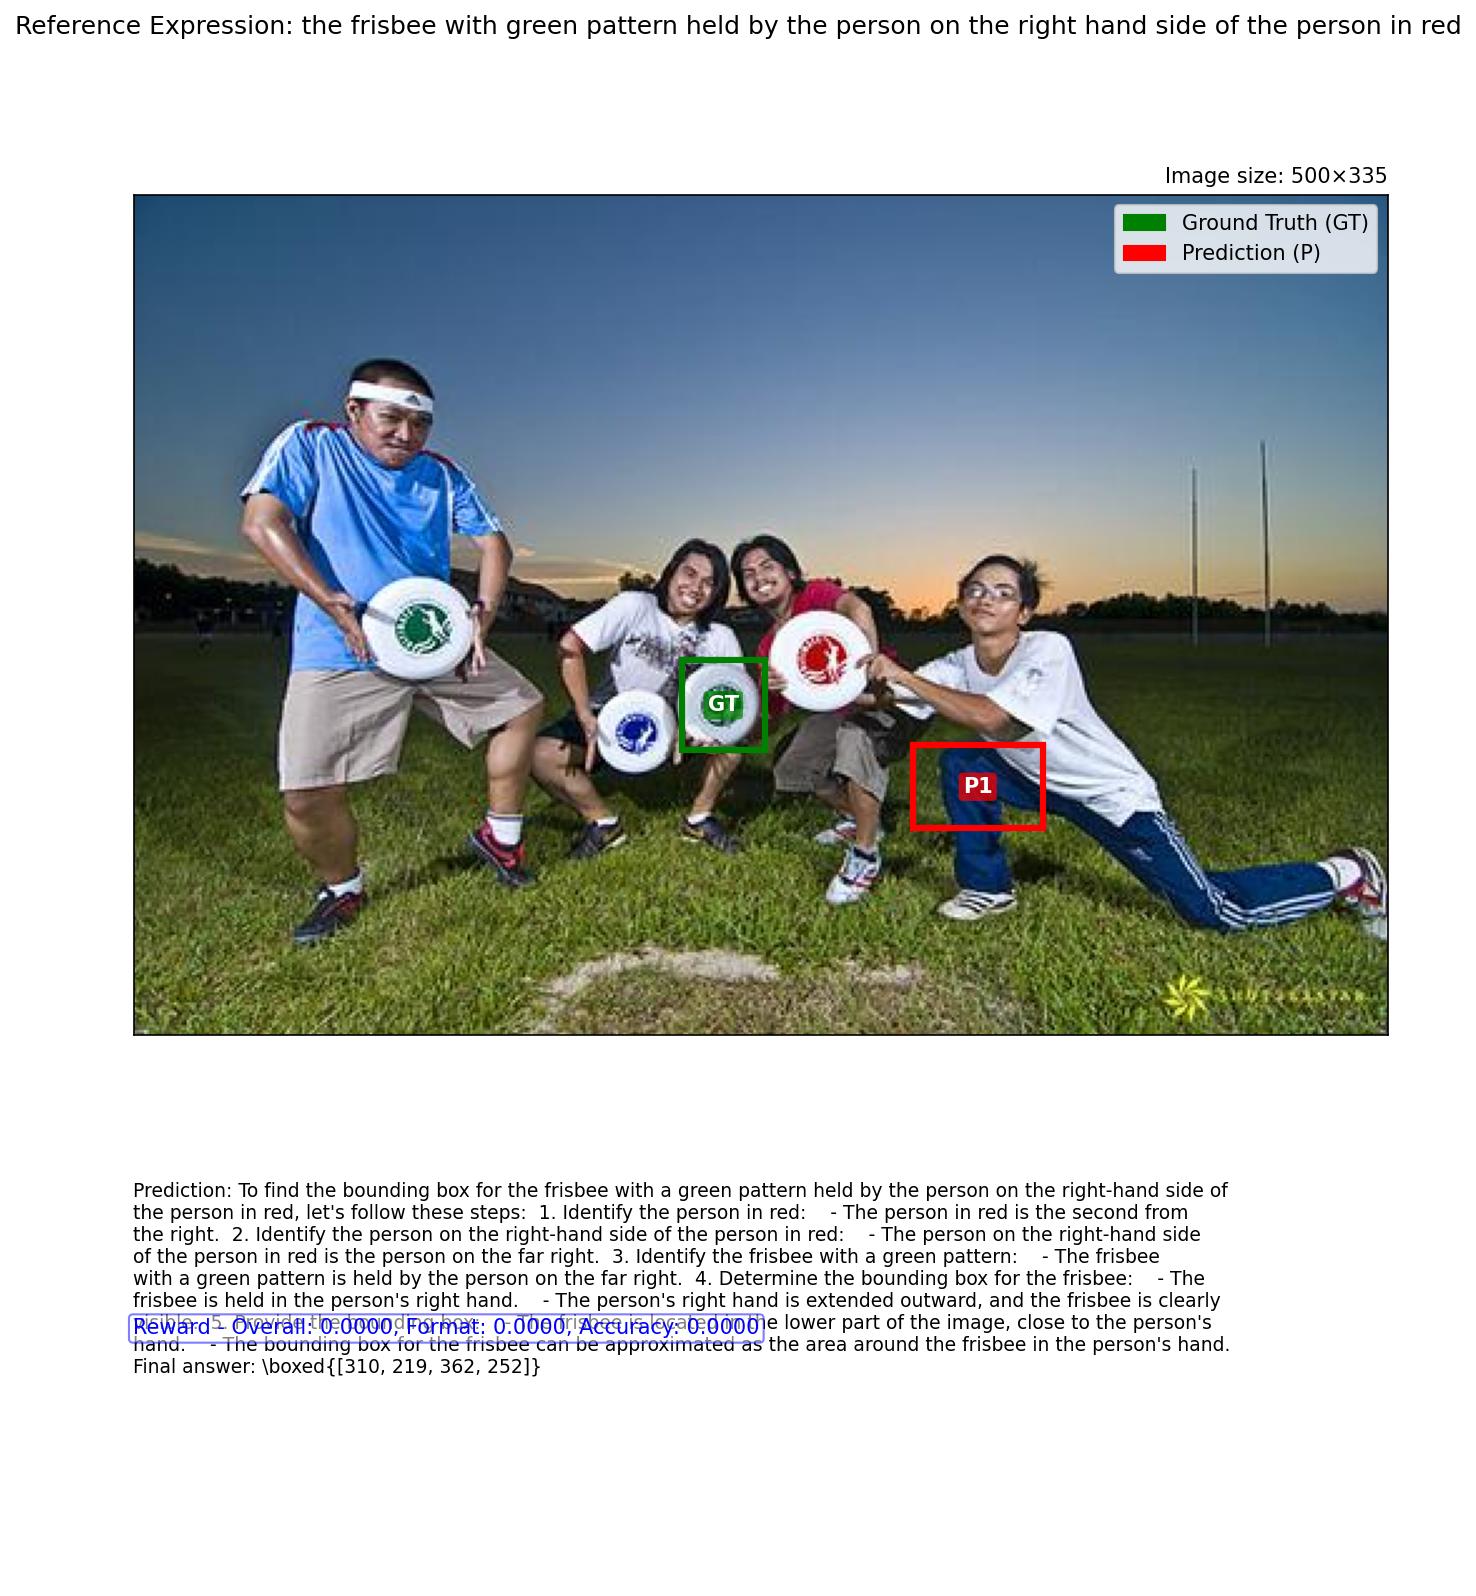 Reference Expression: the frisbee with green pattern held by the person on the right hand side of the person in red
Image size: 500×335
Ground Truth (GT)
Prediction (P)
GT
P1
Prediction: To find the bounding box for the frisbee with a green pattern held by the person on the right-hand side of
the person in red, let's follow these steps:  1. Identify the person in red:    - The person in red is the second from
the right.  2. Identify the person on the right-hand side of the person in red:    - The person on the right-hand side
of the person in red is the person on the far right.  3. Identify the frisbee with a green pattern:    - The frisbee
with a green pattern is held by the person on the far right.  4. Determine the bounding box for the frisbee:    - The
frisbee is held in the person's right hand.    - The person's right hand is extended outward, and the frisbee is clearly
visible.  5. Provide the bounding box:    - The frisbee is located in the lower part of the image, close to the person's
Reward - Overall: 0.0000, Format: 0.0000, Accuracy: 0.0000
hand.    - The bounding box for the frisbee can be approximated as the area around the frisbee in the person's hand.
Final answer: \boxed{[310, 219, 362, 252]}